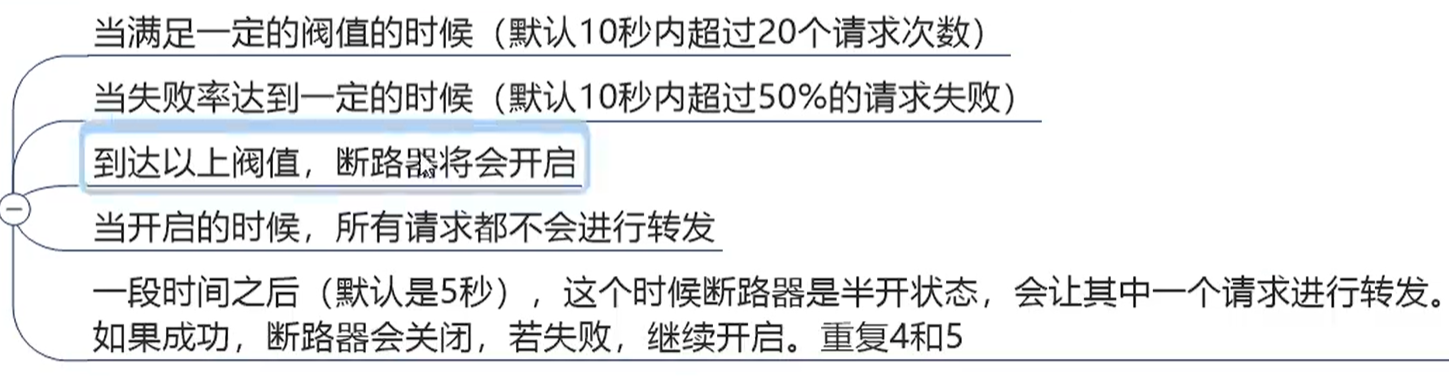 当满足一定的阀值的时候（默认10秒内超过20个请求次数）
当失败率达到一定的时候（默认10秒内超过50%的请求失败）
到达以上阀值，断路器将会开启
当开启的时候，所有请求都不会进行转发
一段时间之后（默认是5秒），这个时候断路器是半开状态，会让其中一个请求进行转发。
如果成功，断路器会关闭，若失败，继续开启。重复4和5